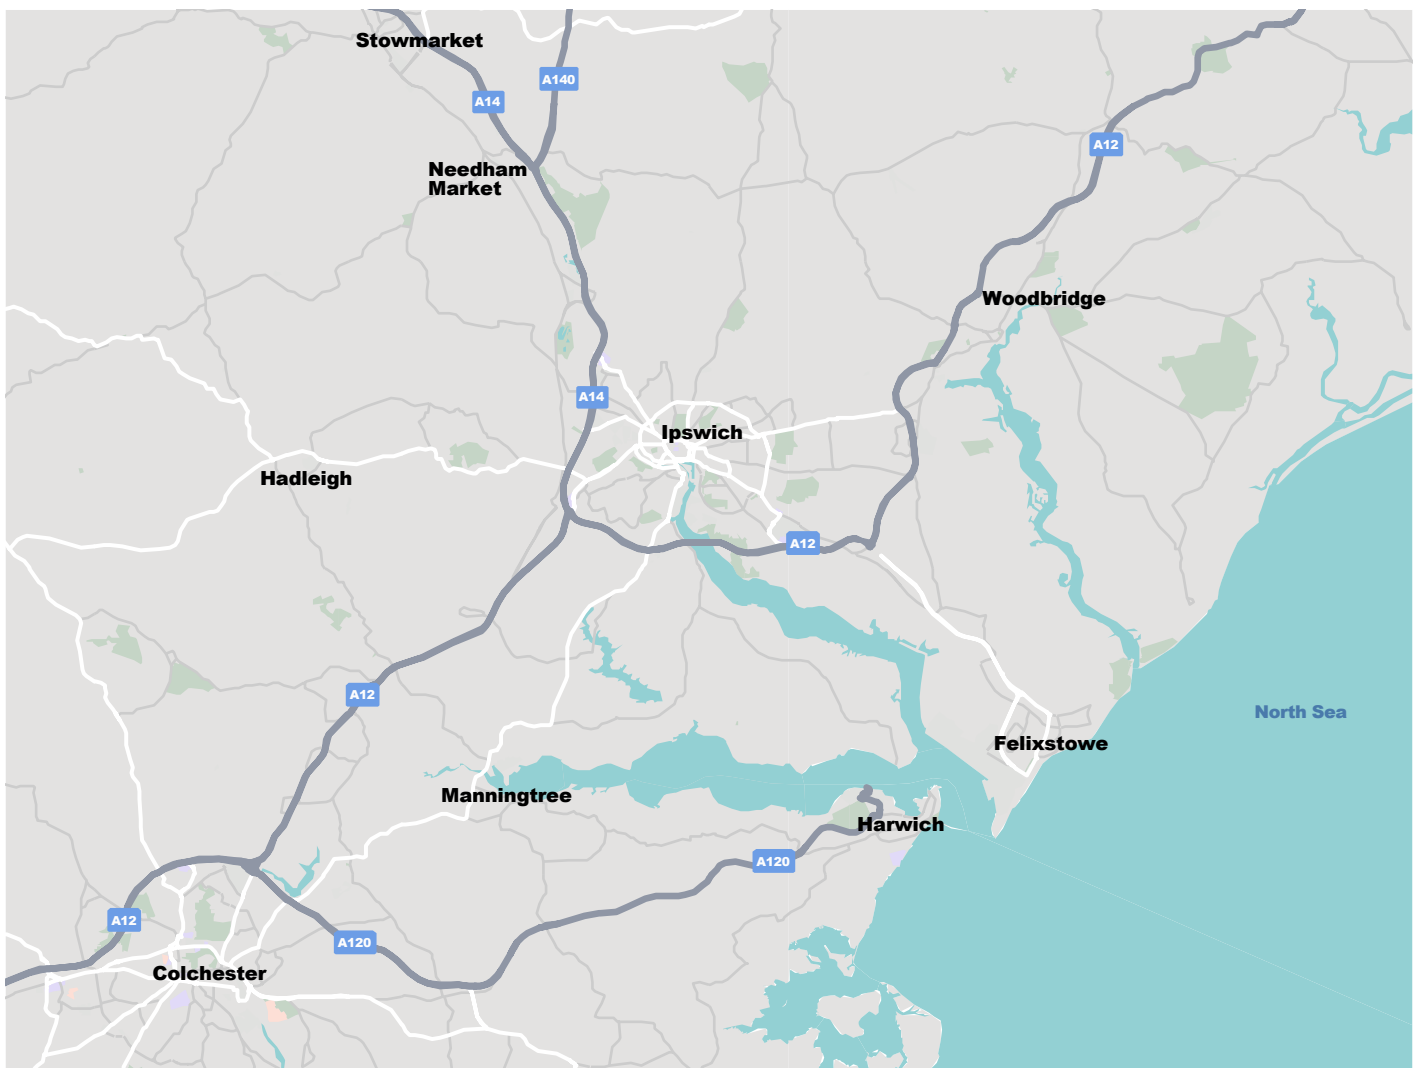 Stowmarket
A140
A14
A12
Needham
Market
Woodbridge
A14
Ipswich
Hadleigh
A12
A12
North Sea
Felixstowe
Manningtree
Harwich
A120
A12
A120
Colchester